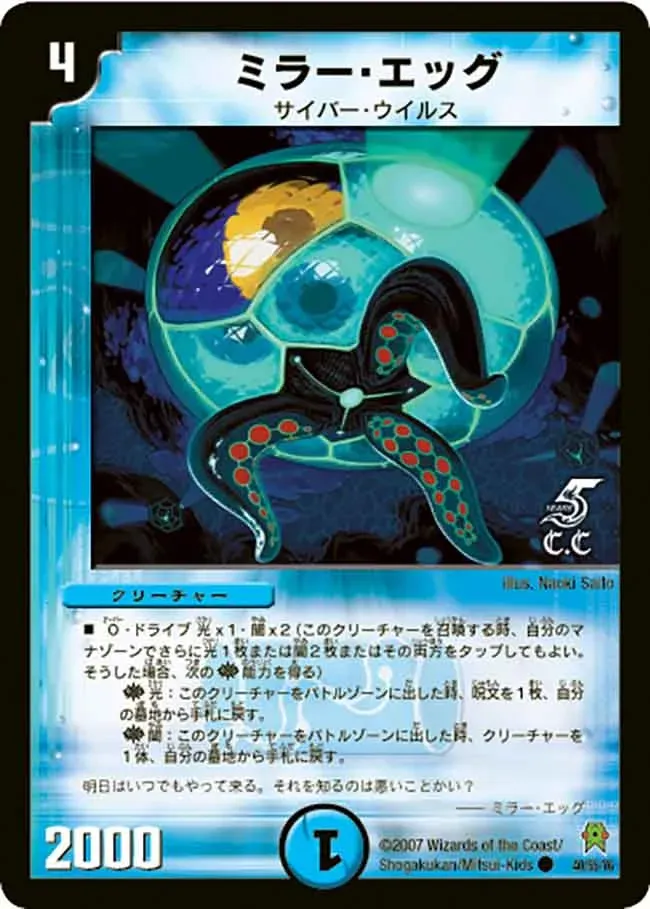 4
ミラー・エッグ
サイバー・ウイルス
5
C.C
illus. Naoki Saito
クリーチャー
■ O・ドライブ 光x1・闇x2(このクリーチャーを召喚する時、自分のマ
ナゾーンでさらに光1枚または闇2枚またはその両方をタップしてもよい。
そうした場合、次の 能力を得る)
光:このクリーチャーをバトルゾーンに出した時、呪文を1枚、自分
の墓地から手札に戻す。
闇:このクリーチャーをバトルゾーンに出した時、クリーチャーを
1体、自分の墓地から手札に戻す。
明日はいつでもやって来る。それを知るのは悪いことかい?
—— ミラー・エッグ
2000
1
©2007 Wizards of the Coast/
Shogakukan/Mitsui-Kids